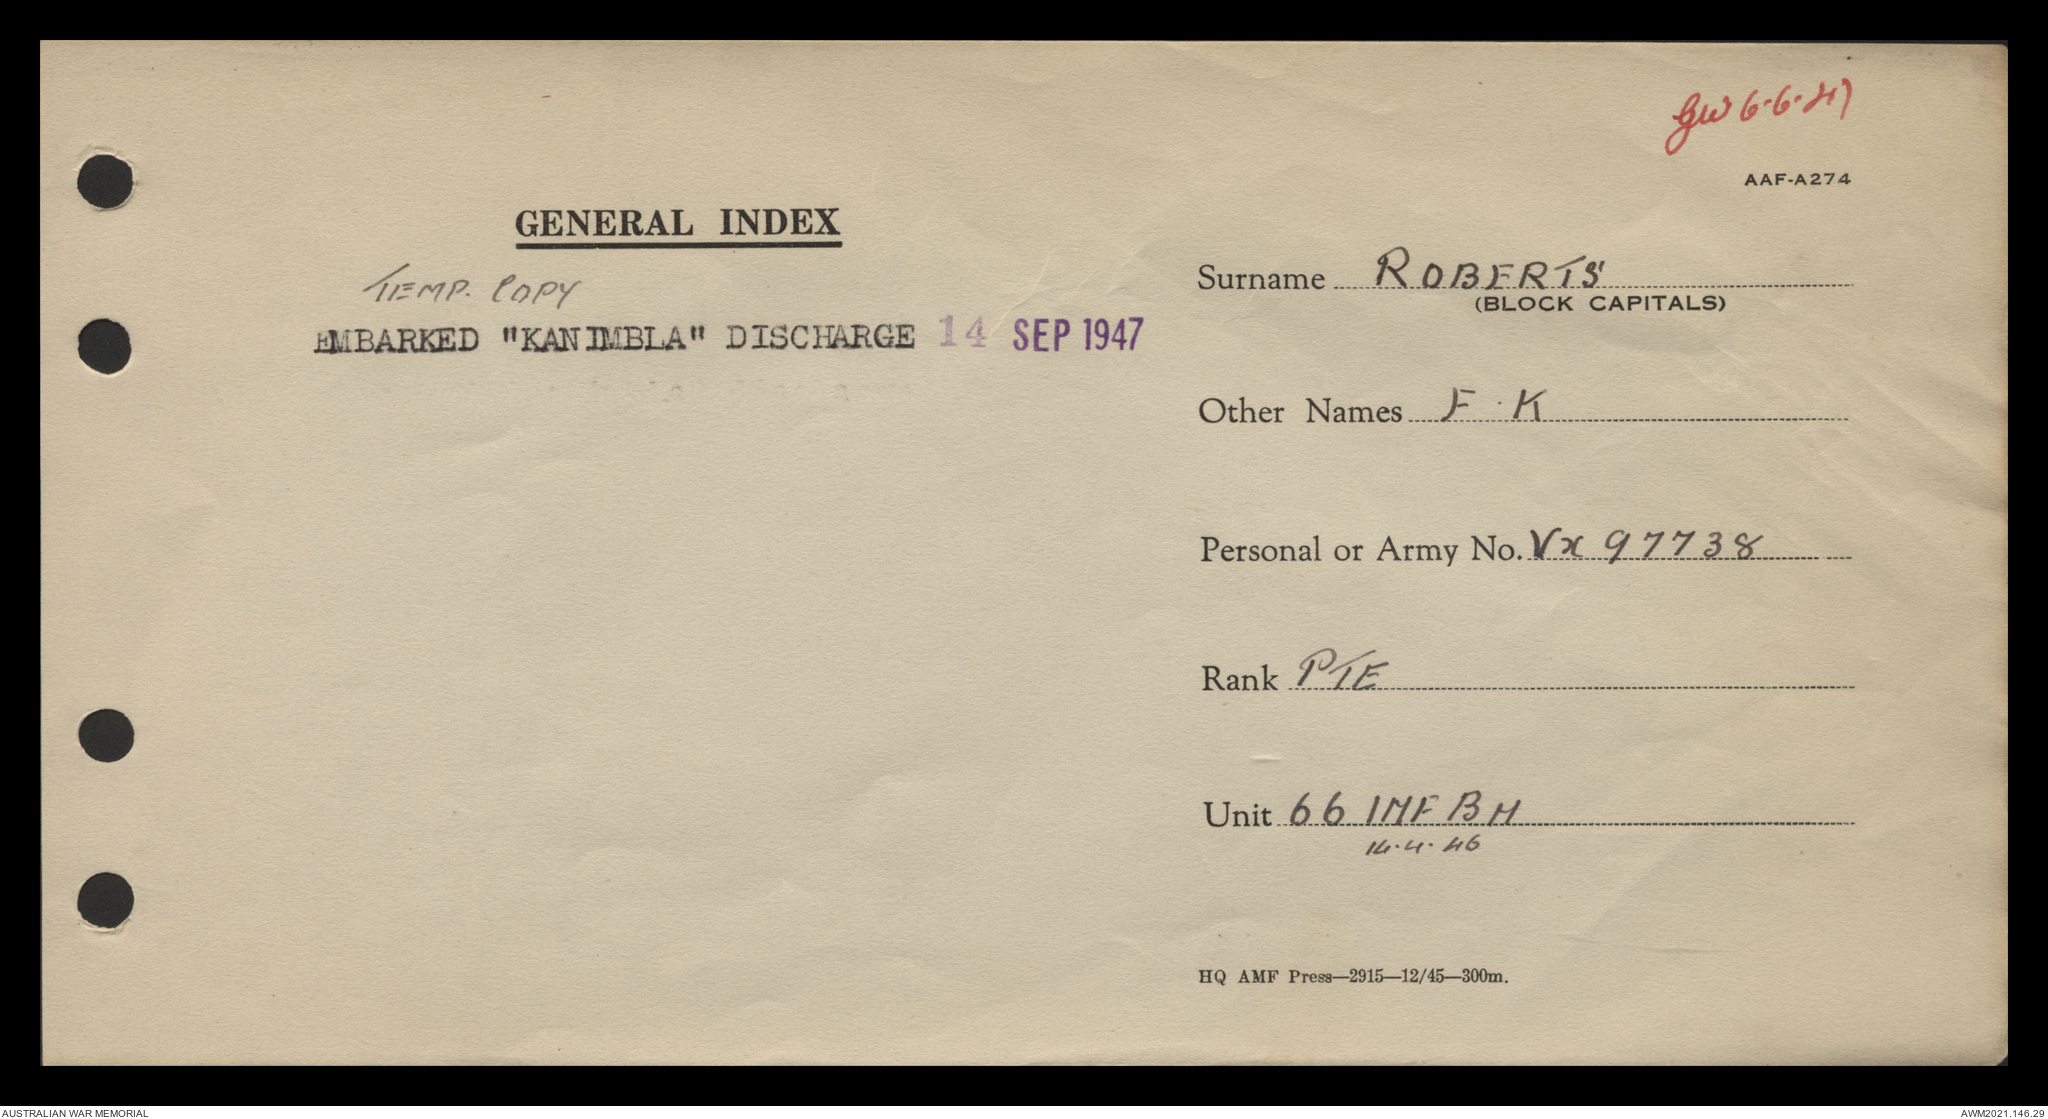 GW 6.6.47
AAF-A274
GENERAL INDEX
TEMP. COPY
EMBARKED "KANIMBLA" DISCHARGE 14 SEP 1947
Surname ROBERTS
(BLOCK CAPITALS)
Other Names F.K
Personal or Army No. VX 97738
Rank PTE
Unit 66 INF BN
14.4.46
HQ AMF Press—2915—12/45—300m.
AUSTRALIAN WAR MEMORIAL
AWM2021.146.29